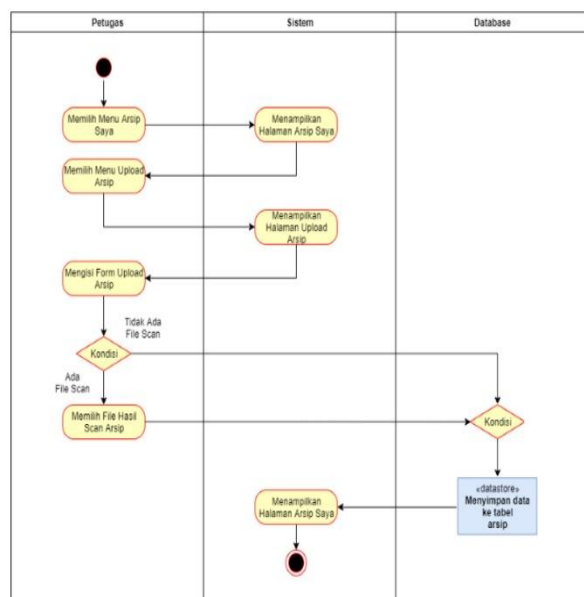 Petugas
Sistem
Database
Memilih Menu Arsip
Saya
Menampilkan
Halaman Arsip Saya
Memilih Menu Upload
Arsip
Menampilkan
Halaman Upload
Arsip
Mengisi Form Upload
Arsip
Tidak Ada
File Scan
Kondisi
Ada
File Scan
Memilih File Hasil
Scan Arsip
Kondisi
«datastore»
Menyimpan data
ke tabel
arsip
Menampilkan
Halaman Arsip Saya